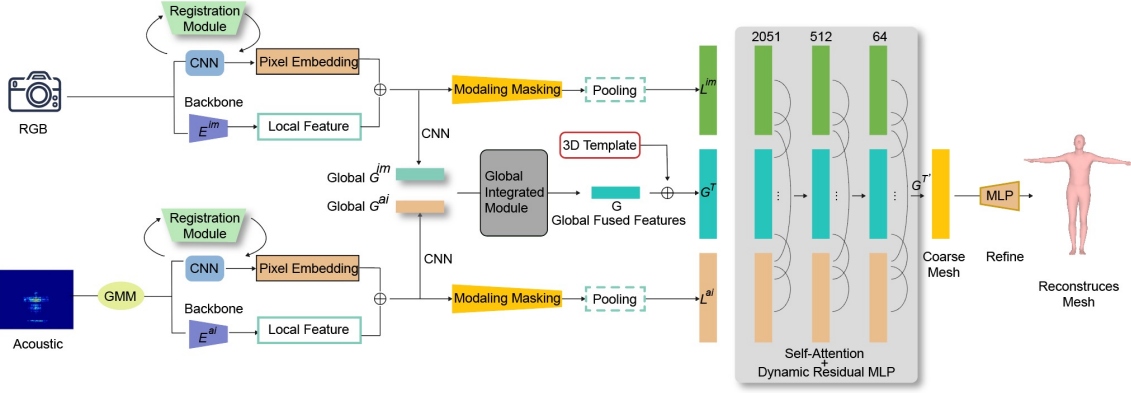 Registration
Module
CNN
Pixel Embedding
RGB
Backbone
E^im
Local Feature
CNN
Modaling Masking
Pooling
L^im
Global G^im
Global G^ai
Global
Integrated
Module
3D Template
G
Global Fused Features
G^T
2051
512
64
...
...
...
Self-Attention
+
Dynamic Residual MLP
G^T'
Coarse
Mesh
MLP
Refine
Reconstruces
Mesh
Registration
Module
CNN
Pixel Embedding
GMM
Acoustic
Backbone
E^ai
Local Feature
CNN
Modaling Masking
Pooling
L^ai